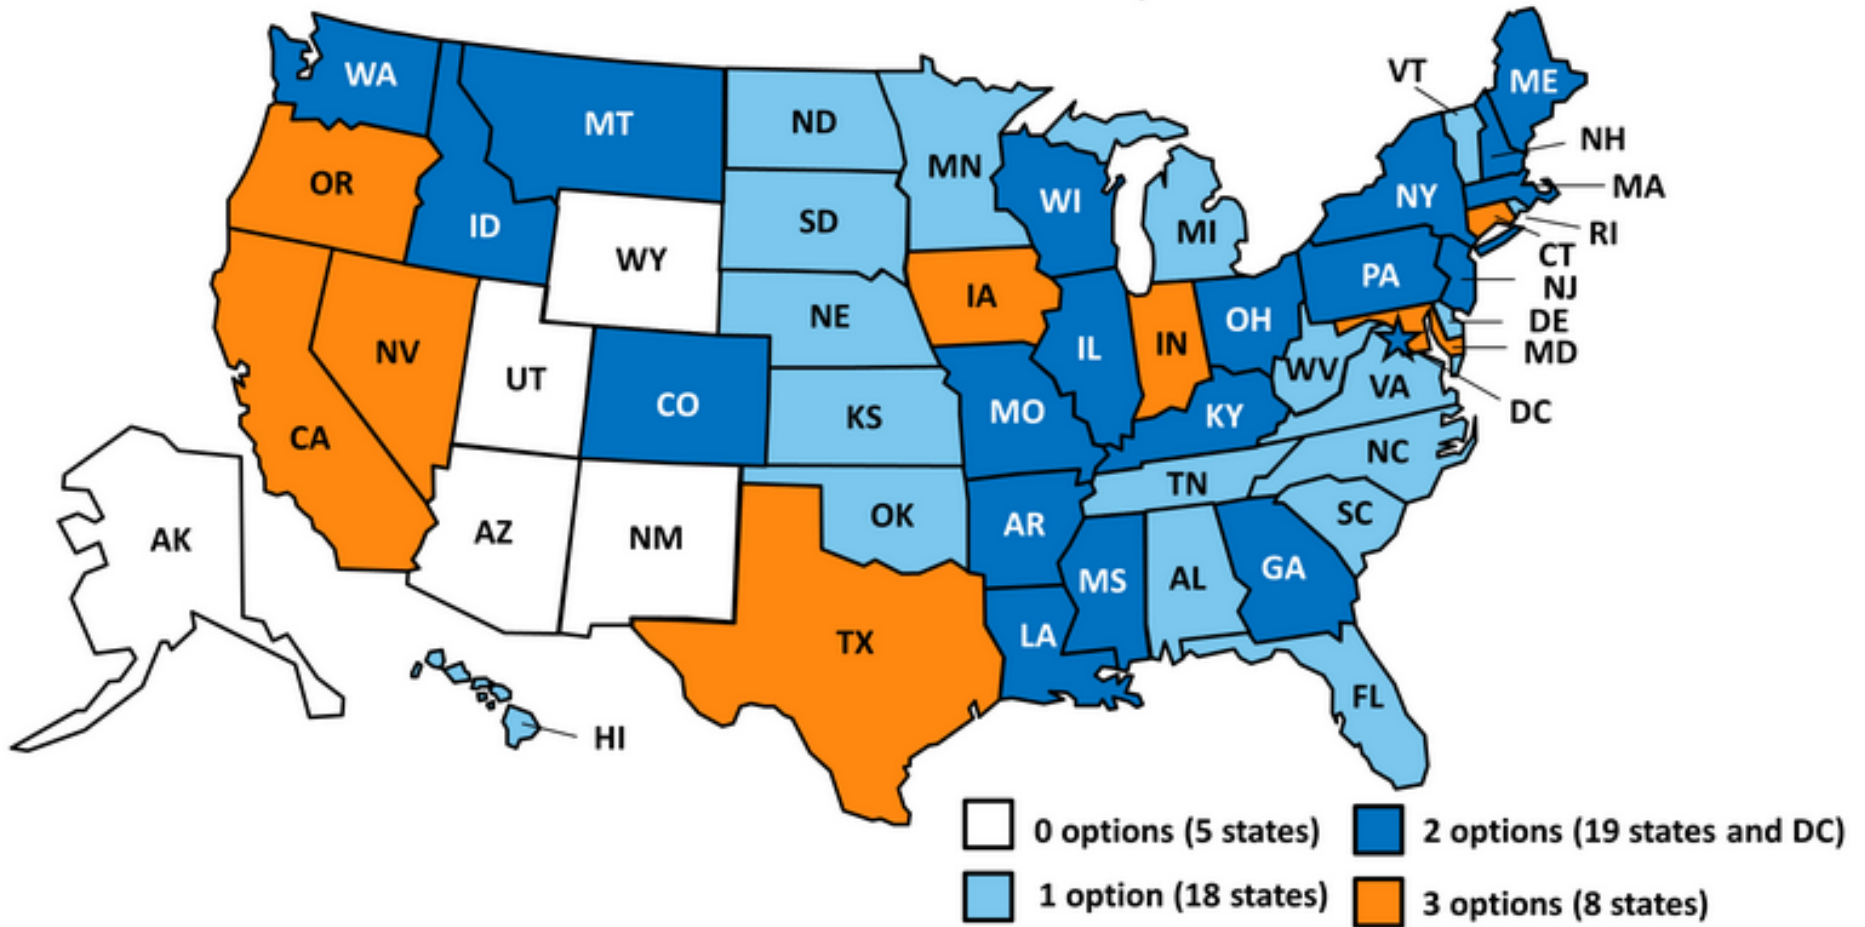 WA
MT
ND
MN
VT
ME
NH
OR
ID
WY
SD
WI
MI
NY
MA
RI
CT
NJ
IA
NE
PA
NV
UT
CO
KS
MO
IL
IN
OH
WV
VA
DE
MD
DC
KY
CA
AK
AZ
NM
OK
AR
TN
NC
SC
TX
LA
MS
AL
GA
FL
HI
0 options (5 states)
2 options (19 states and DC)
1 option (18 states)
3 options (8 states)